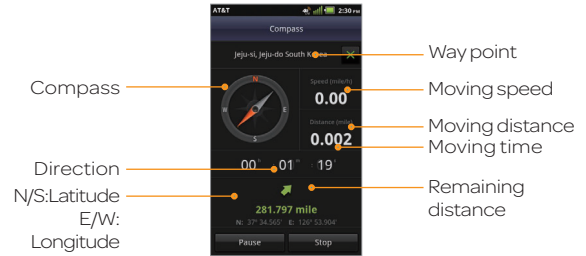 AT&T 2:30 PM
Compass
Jeju-si, Jeju-do South Korea
Way point
Compass
N
E
S
Speed (mile/h)
0.00
Moving speed
Distance (mile)
0.002
Moving distance
Moving time
00 h 01 m 19 s
Direction
N/S:Latitude
E/W:
Longitude
Remaining
distance
281.797 mile
N: 37° 34.565' E: 126° 53.904'
Pause Stop